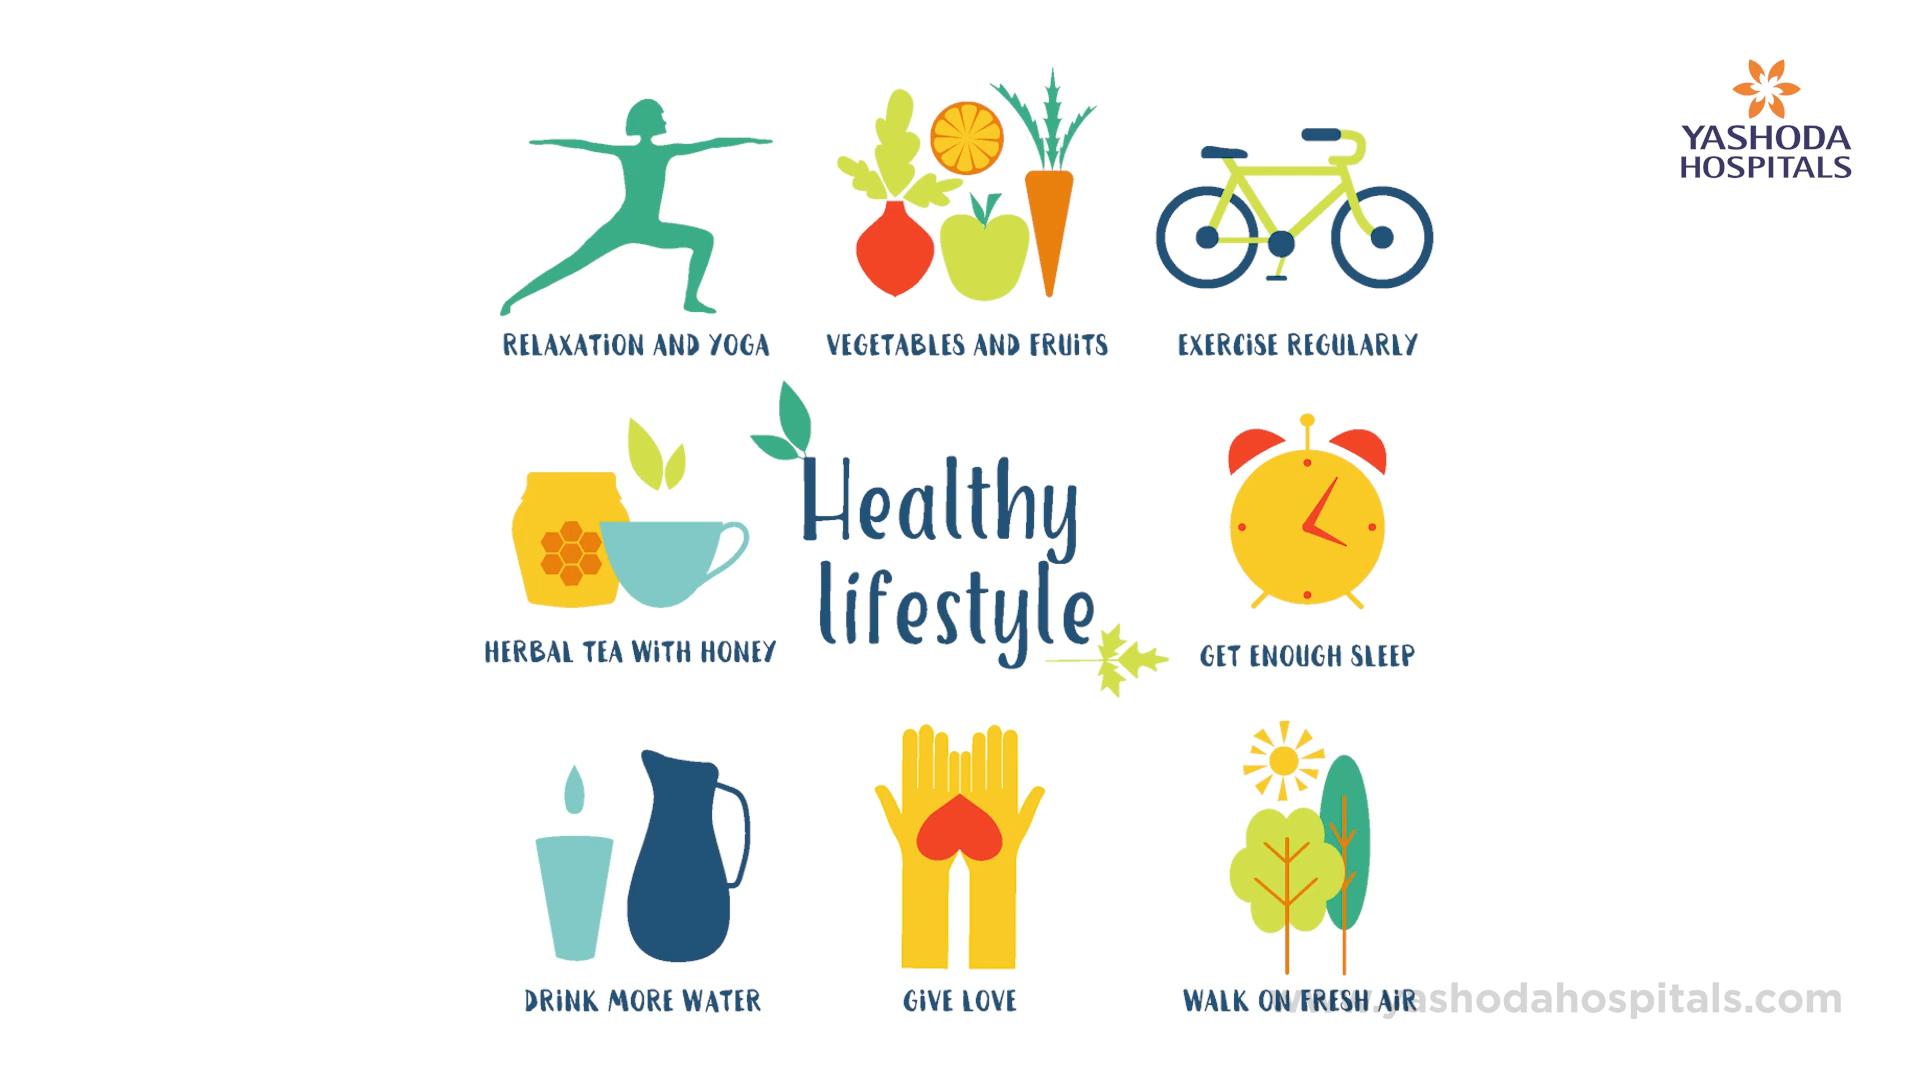 YASHODA
HOSPITALS
RELAXATION AND YOGA
VEGETABLES AND FRUITS
EXERCISE REGULARLY
Healthy
lifestyle
HERBAL TEA WITH HONEY
GET ENOUGH SLEEP
DRINK MORE WATER
GIVE LOVE
WALK ON FRESH AIR
www.yashodahospitals.com